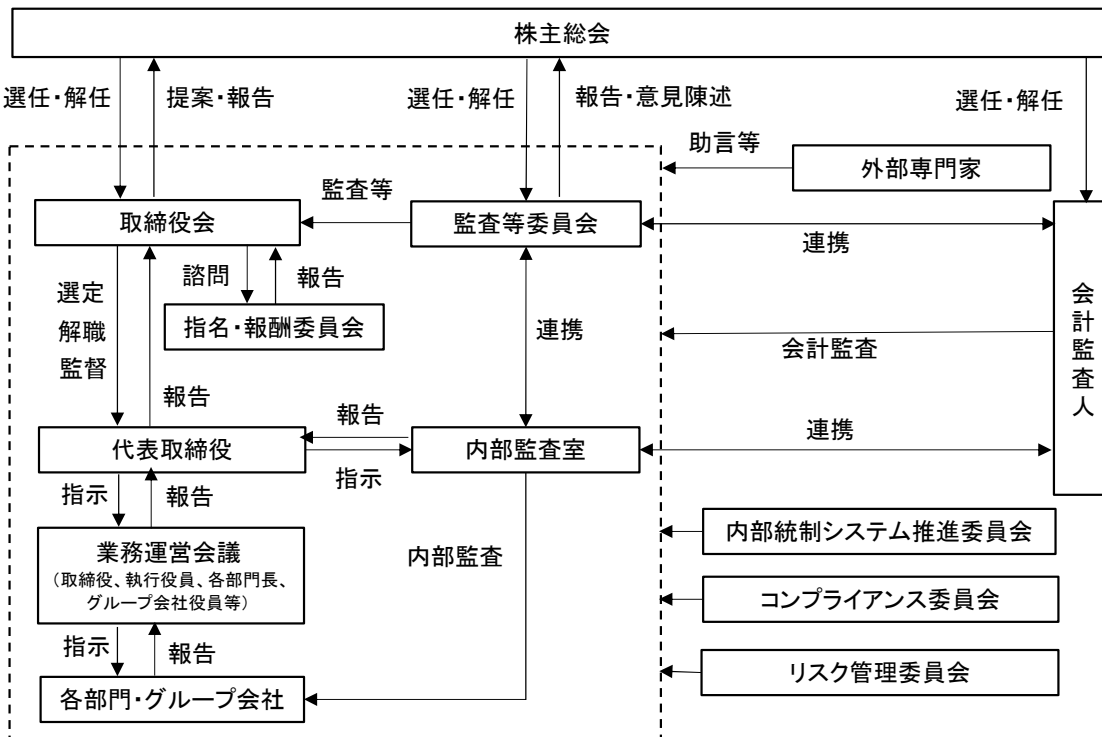 株主総会
選任・解任
提案・報告
選任・解任
報告・意見陳述
選任・解任
助言等
外部専門家
取締役会
監査等
監査等委員会
連携
諮問
報告
選定
解職
監督
指名・報酬委員会
連携
会計監査
会計監査人
報告
代表取締役
報告
指示
内部監査室
連携
指示
報告
業務運営会議
（取締役、執行役員、各部門長、
グループ会社役員等）
内部監査
内部統制システム推進委員会
コンプライアンス委員会
指示
報告
リスク管理委員会
各部門・グループ会社